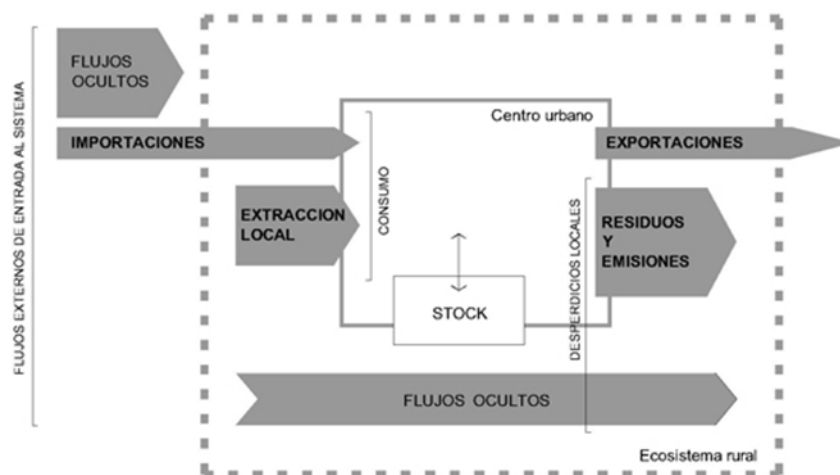 FLUJOS
OCULTOS
IMPORTACIONES
EXTRACCION
LOCAL
FLUJOS EXTERNOS DE ENTRADA AL SISTEMA
CONSUMO
Centro urbano
STOCK
EXPORTACIONES
RESIDUOS
Y
EMISIONES
DESPERDICIOS LOCALES
FLUJOS OCULTOS
Ecosistema rural